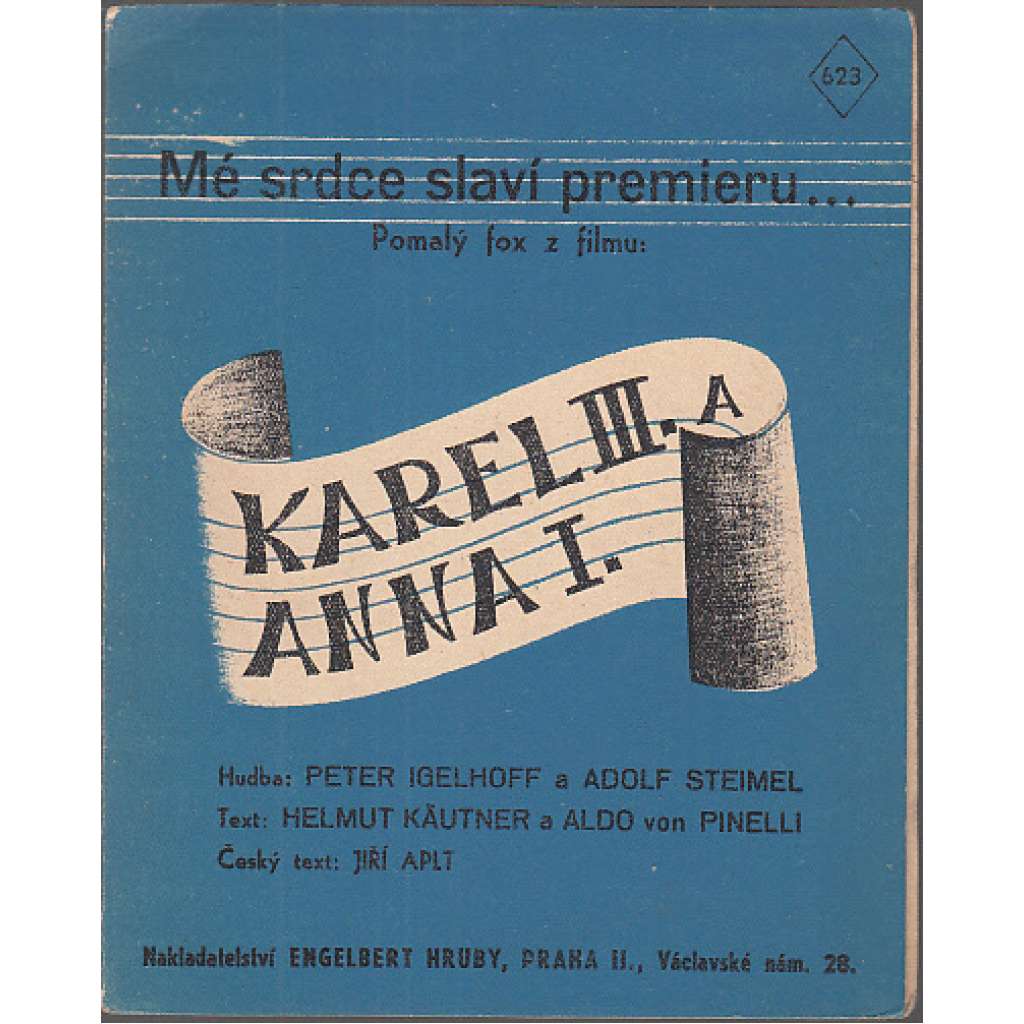 623
Mé srdce slaví premieru...
Pomalý fox z filmu:
KAREL III. A
ANNA I.
Hudba: PETER IGELHOFF a ADOLF STEIMEL
Text: HELMUT KÄUTNER a ALDO von PINELLI
Český text: JIŘÍ APLT
Nakladatelství ENGELBERT HRUBY, PRAHA II., Václavské nám. 28.